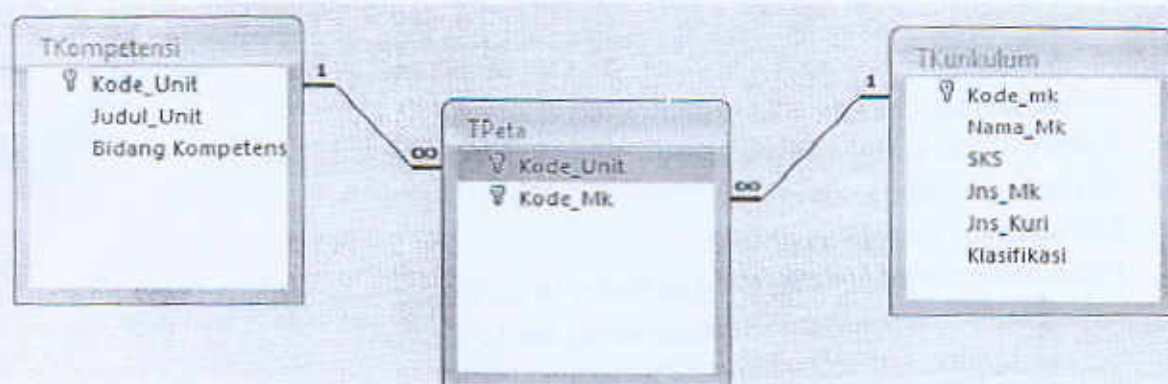 TKompetensi
Kode_Unit
Judul_Unit
Bidang Kompetens
1
∞
TPeta
Kode_Unit
Kode_Mk
∞
1
TKurikulum
Kode_mk
Nama_Mk
SKS
Jns_Mk
Jns_Kuri
Klasifikasi